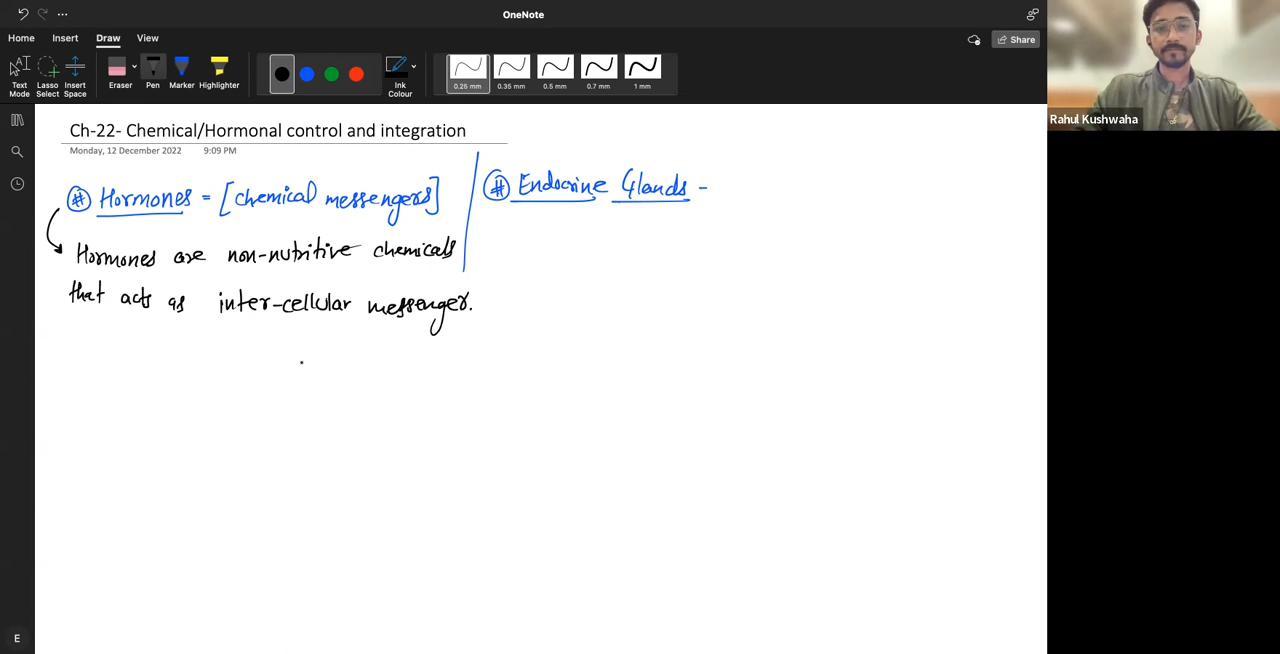 OneNote
Home Insert Draw View
Share
Text Mode
Lasso Select
Insert Space
Eraser
Pen
Marker
Highlighter
Ink Colour
0.25 mm
0.35 mm
0.5 mm
0.7 mm
1 mm
Rahul Kushwaha
Ch-22- Chemical/Hormonal control and integration
Monday, 12 December 2022 9:09 PM
# Hormones = [chemical messengers]
Hormones are non-nutritive chemicals
that acts as inter-cellular messenger.
# Endocrine Glands -
E